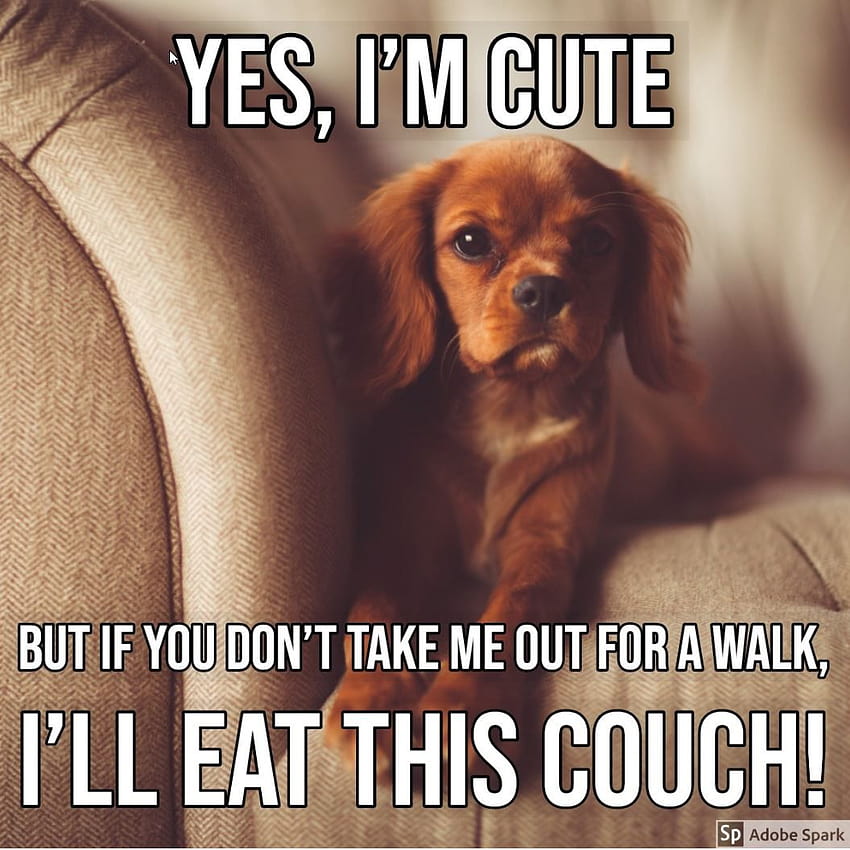 YES, I'M CUTE
BUT IF YOU DON'T TAKE ME OUT FOR A WALK,
I'LL EAT THIS COUCH!
Sp Adobe Spark